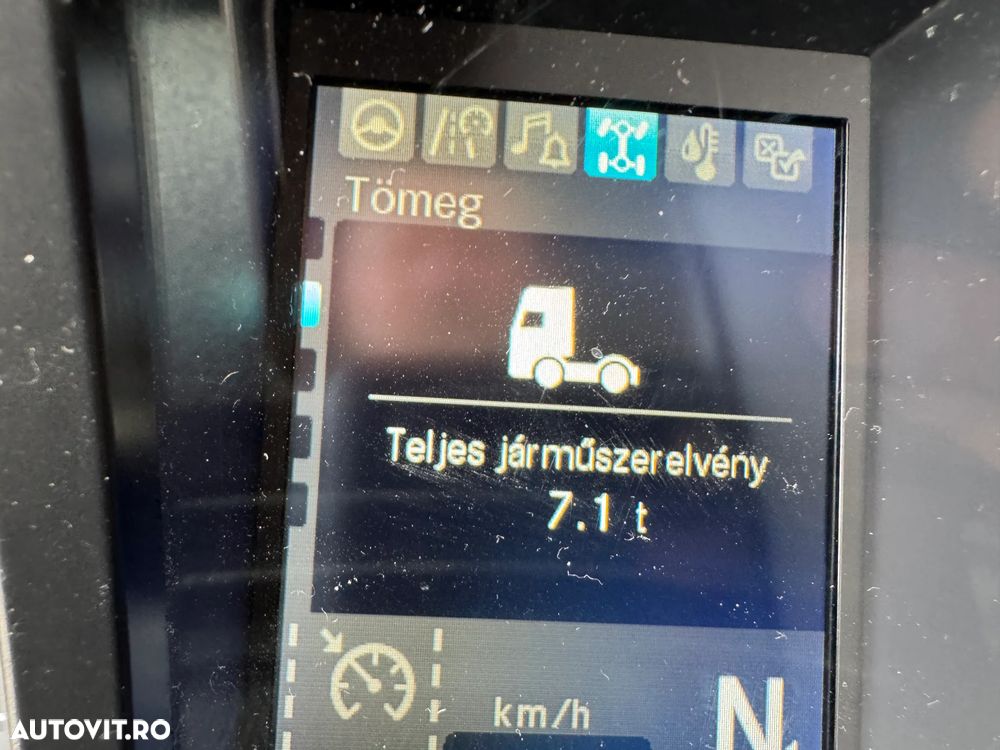 Tömeg
Teljes járműszerelvény
7.1 t
km/h
N
AUTOVIT.RO